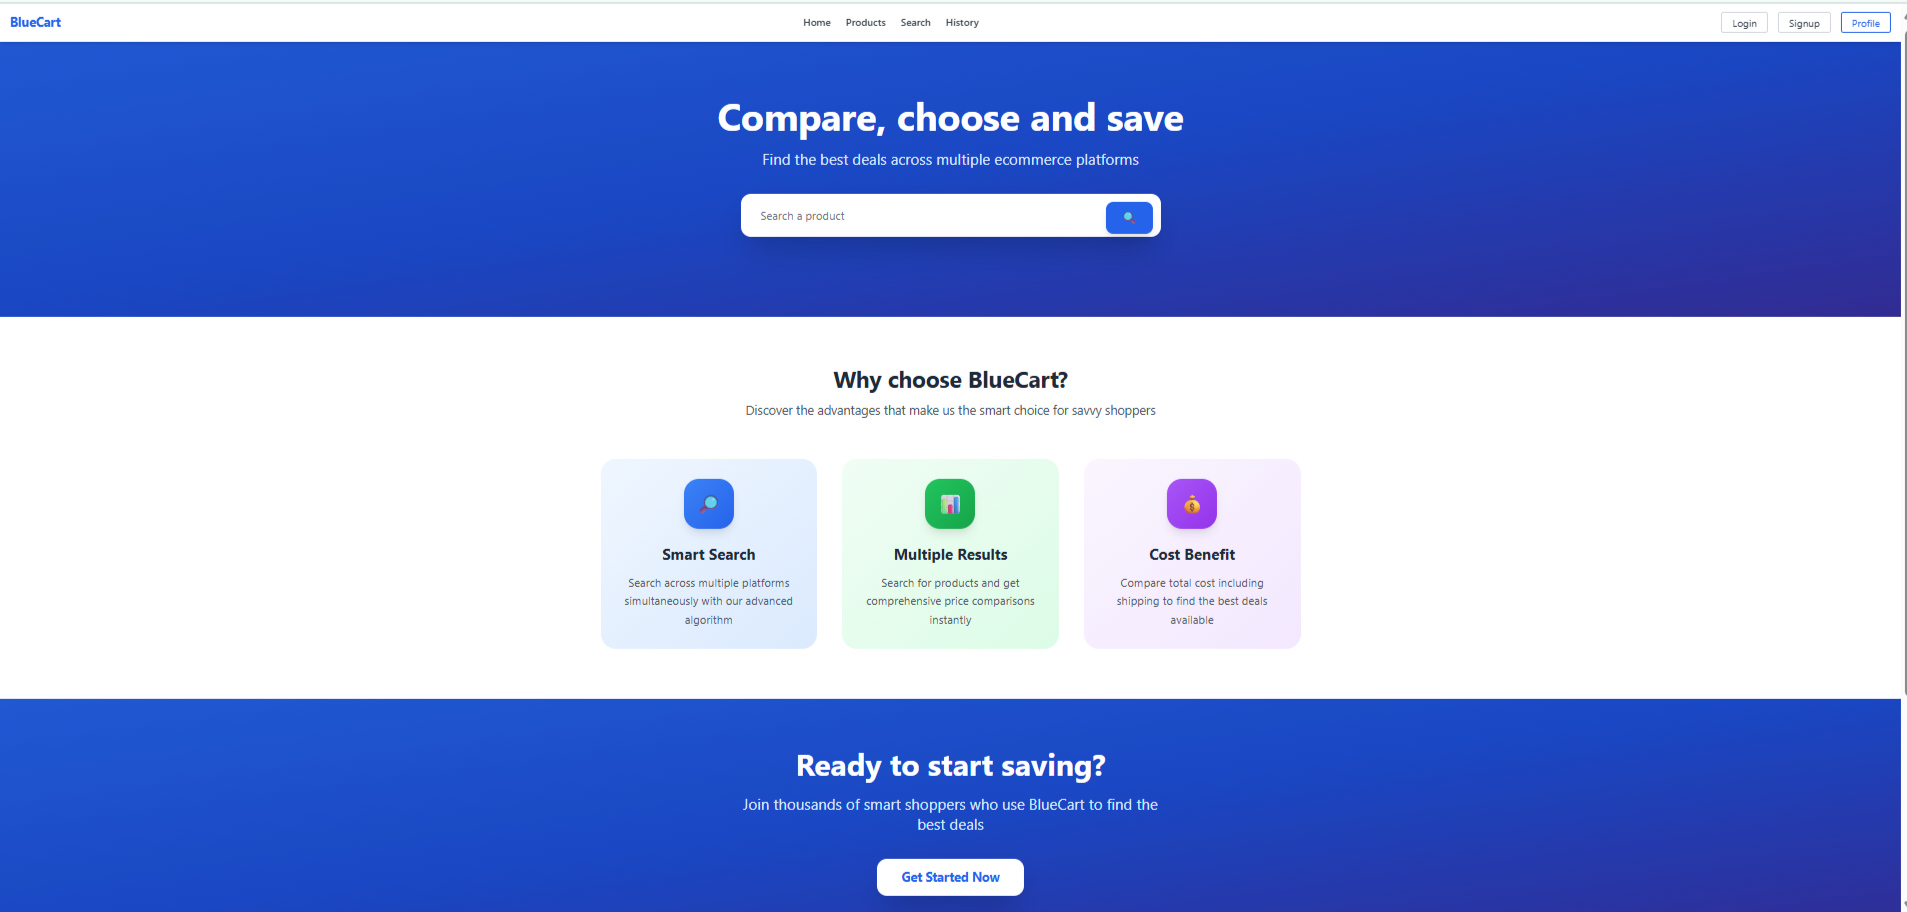 BlueCart
Home Products Search History
Login Signup Profile
Compare, choose and save
Find the best deals across multiple ecommerce platforms
Search a product
Why choose BlueCart?
Discover the advantages that make us the smart choice for savvy shoppers
Smart Search
Search across multiple platforms
simultaneously with our advanced
algorithm
Multiple Results
Search for products and get
comprehensive price comparisons
instantly
Cost Benefit
Compare total cost including
shipping to find the best deals
available
Ready to start saving?
Join thousands of smart shoppers who use BlueCart to find the
best deals
Get Started Now